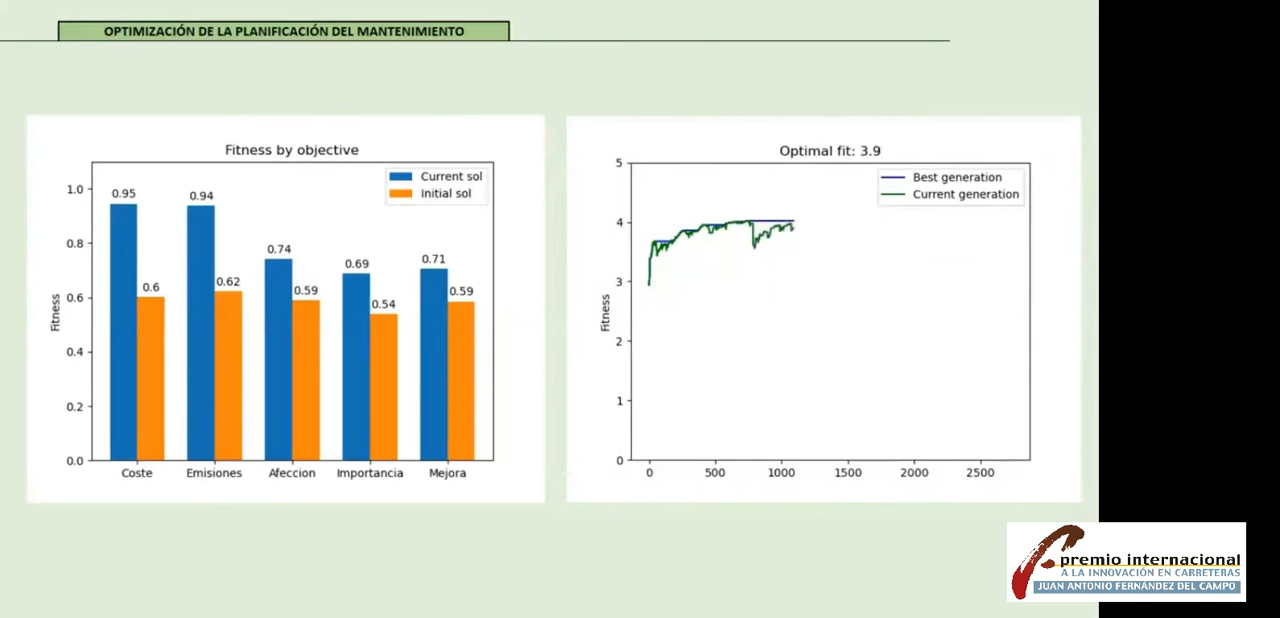 OPTIMIZACIÓN DE LA PLANIFICACIÓN DEL MANTENIMIENTO
Fitness by objective
Current sol
Initial sol
Fitness
1.0
0.8
0.6
0.4
0.2
0.0
0.95
0.6
0.94
0.62
0.74
0.59
0.69
0.54
0.71
0.59
Coste Emisiones Afeccion Importancia Mejora
Optimal fit: 3.9
Best generation
Current generation
Fitness
5
4
3
2
1
0
0 500 1000 1500 2000 2500
premio internacional
A LA INNOVACIÓN EN CARRETERAS
JUAN ANTONIO FERNÁNDEZ DEL CAMPO